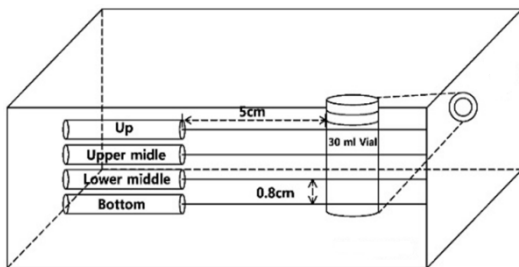 5cm
Up
30 ml Vial
Upper midle
Lower middle
0.8cm
Bottom